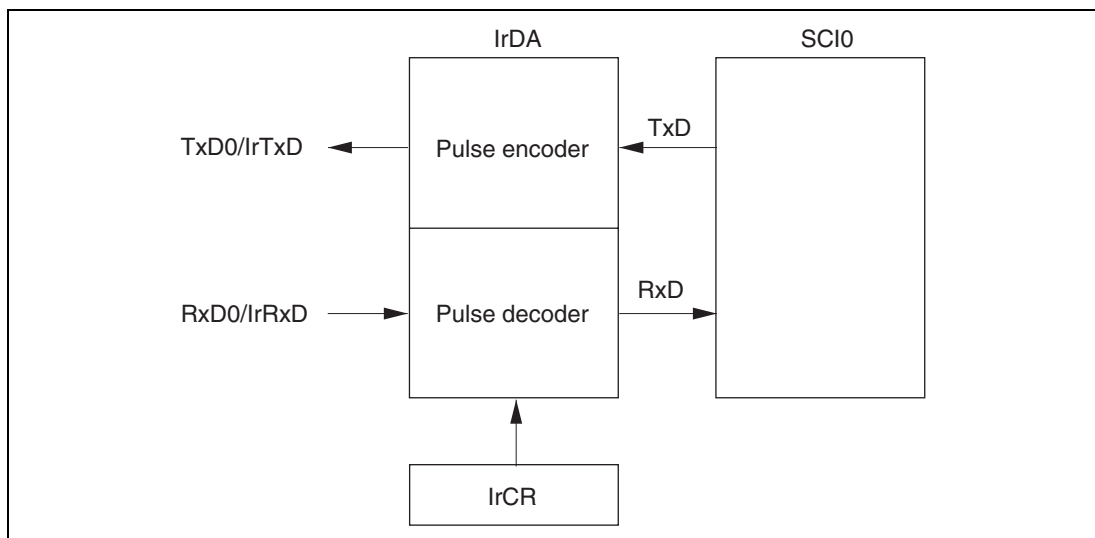 IrDA
SCI0
TxD0/IrTxD
Pulse encoder
TxD
RxD0/IrRxD
Pulse decoder
RxD
IrCR